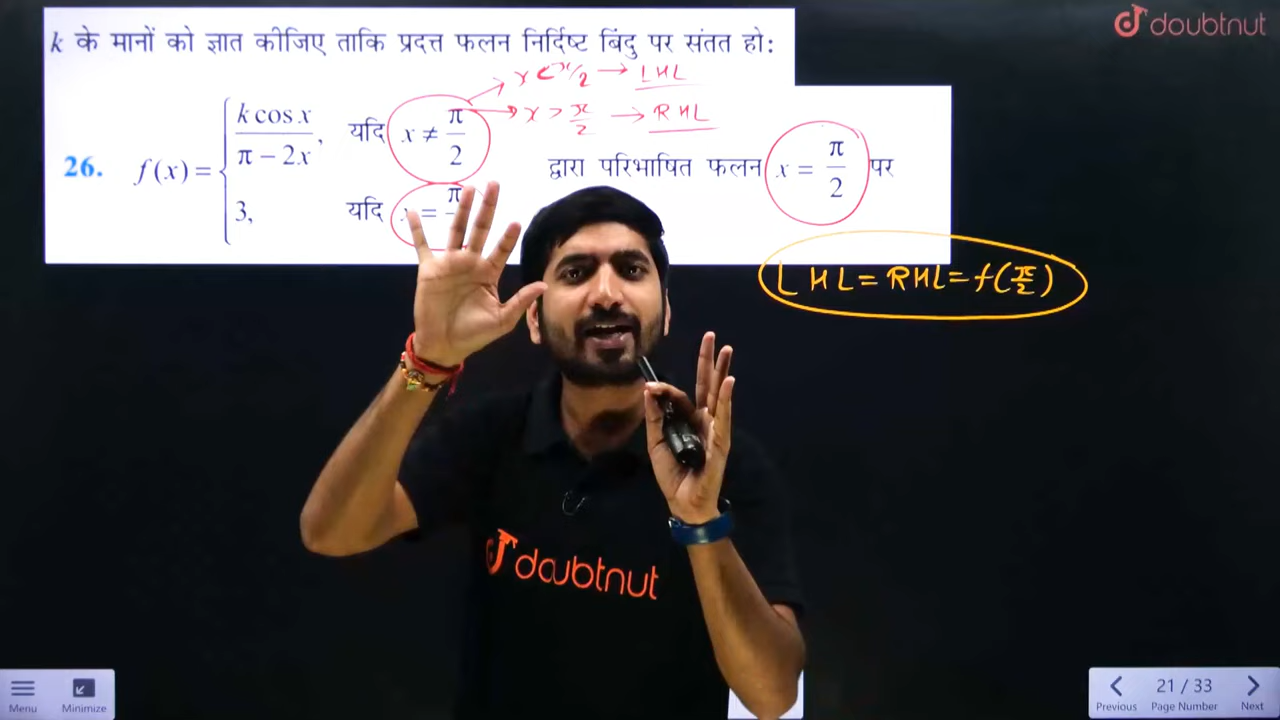 doubtnut
k के मानों को ज्ञात कीजिए ताकि प्रदत्त फलन निर्दिष्ट बिंदु पर संतत हो:
x < π/2 → LHL
x > π/2 → RHL
26. f(x) = { k cos x / π − 2x, यदि x ≠ π/2
3, यदि x = π
द्वारा परिभाषित फलन x = π/2 पर
LHL = RHL = f(π/2)
doubtnut
Menu
Minimize
Previous
21 / 33
Page Number
Next